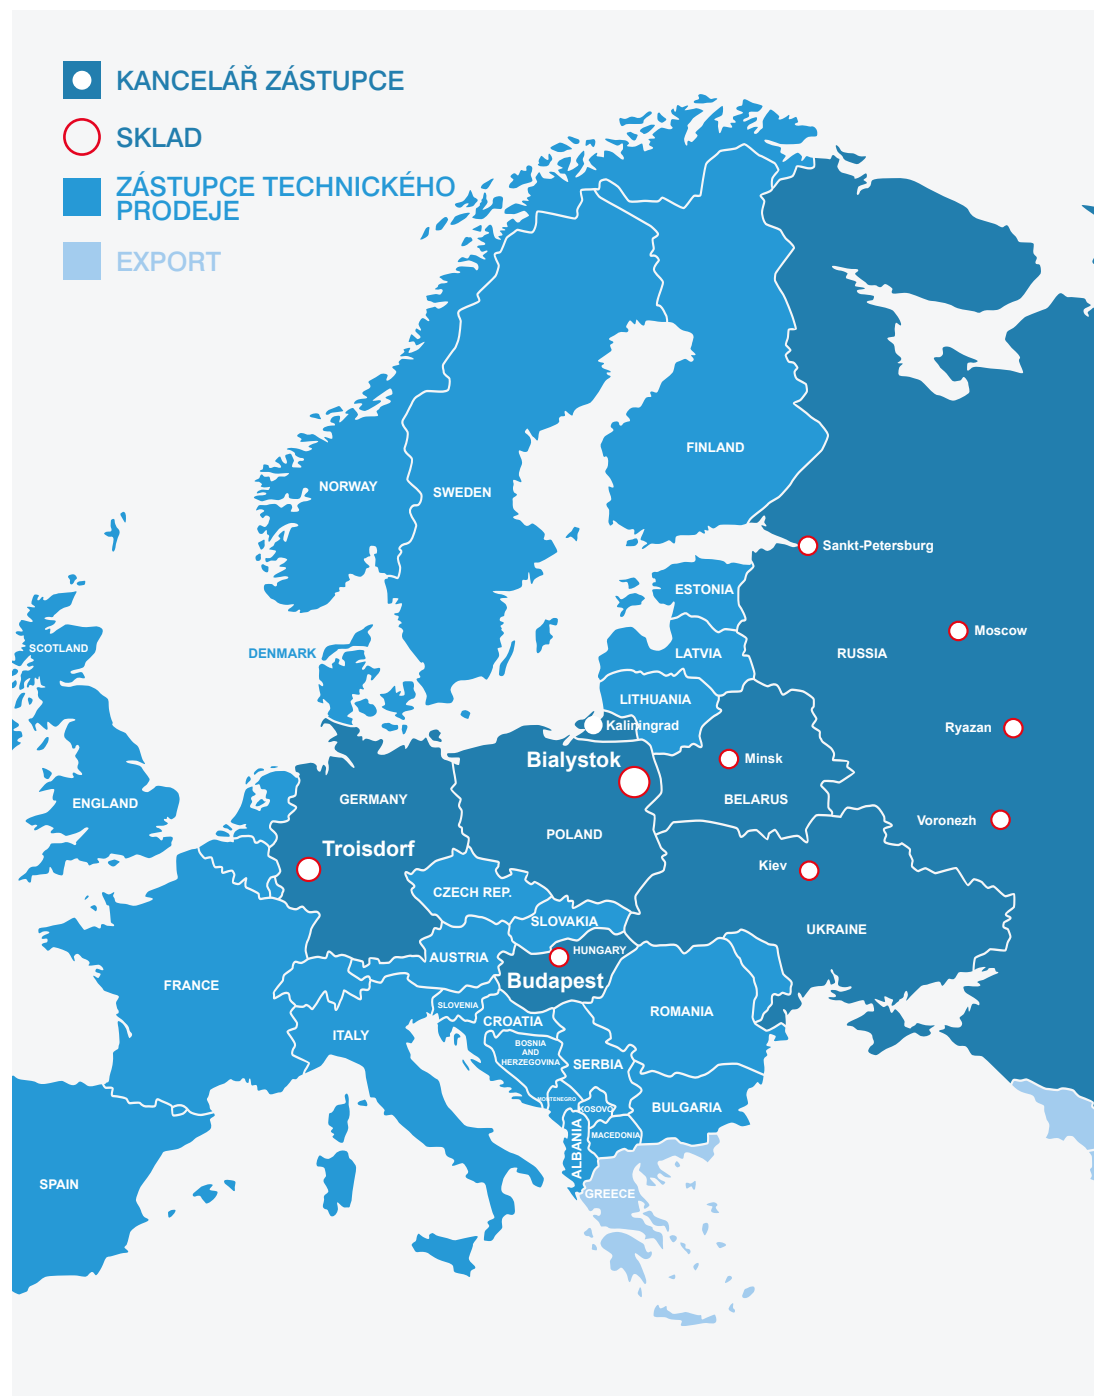 KANCELÁŘ ZÁSTUPCE
SKLAD
ZÁSTUPCE TECHNICKÉHO
PRODEJE
EXPORT
FINLAND
NORWAY
SWEDEN
Sankt-Petersburg
ESTONIA
Moscow
SCOTLAND
DENMARK
LATVIA
RUSSIA
LITHUANIA
Kaliningrad
Ryazan
Bialystok
Minsk
ENGLAND
GERMANY
BELARUS
Voronezh
POLAND
Troisdorf
Kiev
CZECH REP.
SLOVAKIA
UKRAINE
HUNGARY
AUSTRIA
Budapest
FRANCE
SLOVENIA
ROMANIA
CROATIA
ITALY
BOSNIA
AND
HERZEGOVINA
SERBIA
MONTENEGRO
KOSOVO
BULGARIA
MACEDONIA
ALBANIA
SPAIN
GREECE